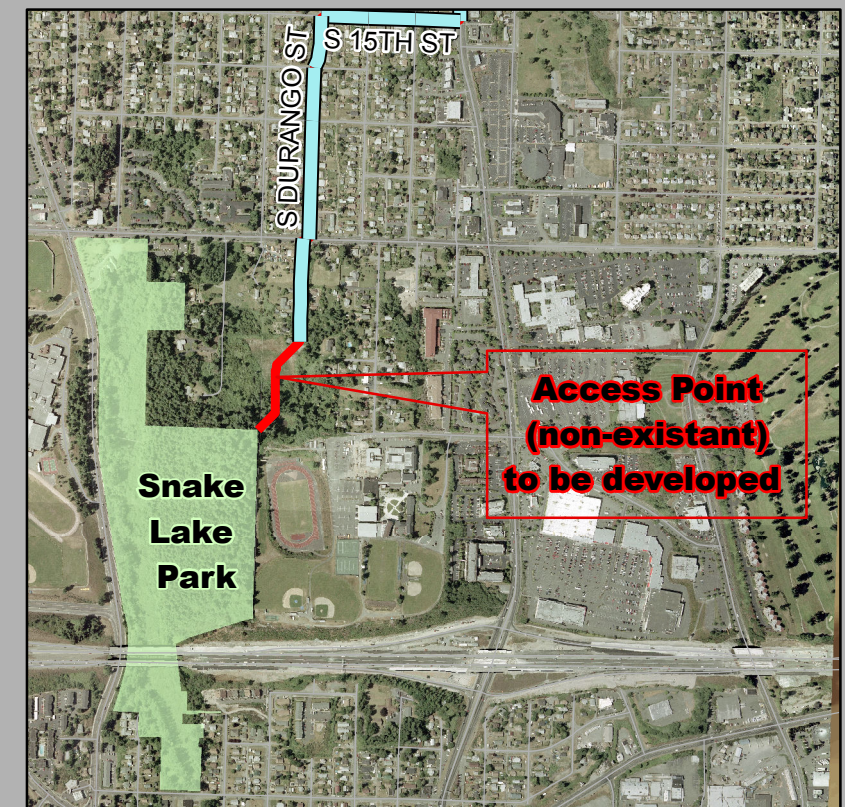 S 15TH ST
S DURANGO ST
Access Point
(non-existant)
to be developed
Snake
Lake
Park